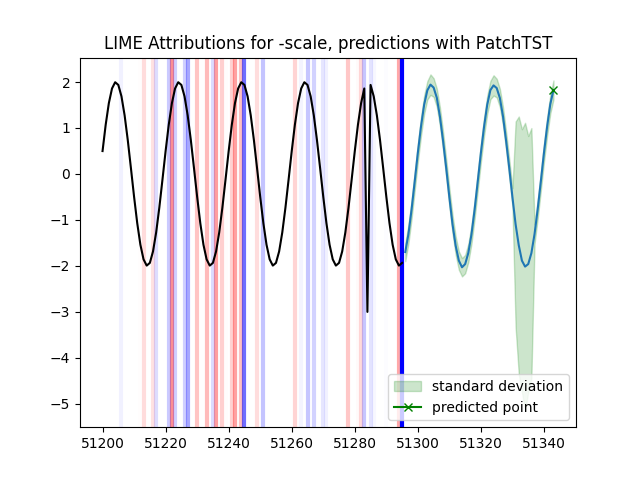 LIME Attributions for -scale, predictions with PatchTST
2
1
0
−1
−2
−3
−4
−5
standard deviation
predicted point
51200 51220 51240 51260 51280 51300 51320 51340